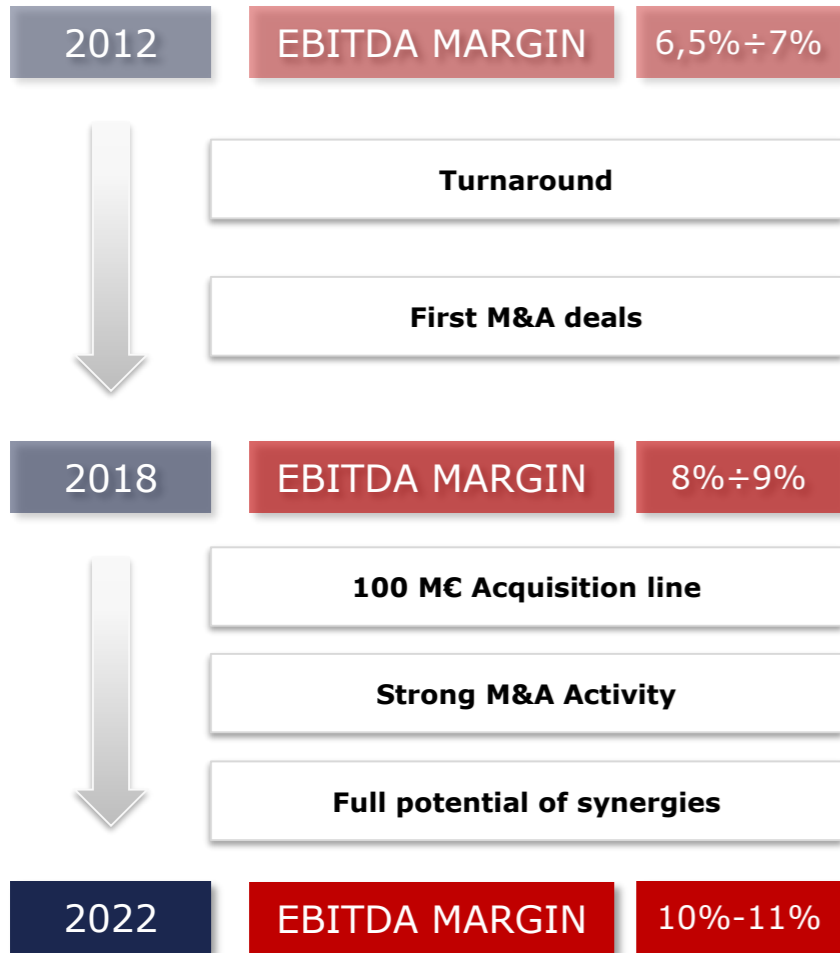 2012 EBITDA MARGIN 6,5%÷7%
Turnaround
First M&A deals
2018 EBITDA MARGIN 8%÷9%
100 M€ Acquisition line
Strong M&A Activity
Full potential of synergies
2022 EBITDA MARGIN 10%-11%